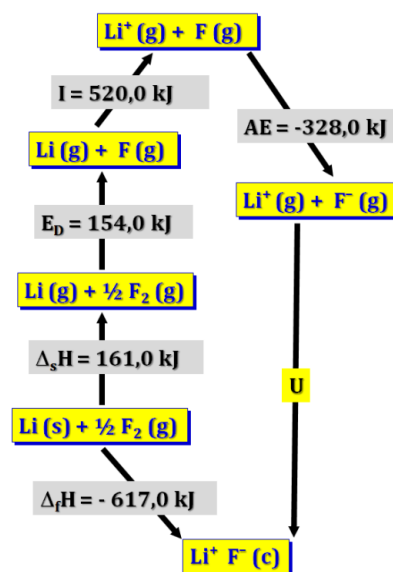 Li⁺ (g) + F (g)
I = 520,0 kJ
AE = -328,0 kJ
Li (g) + F (g)
Li⁺ (g) + F⁻ (g)
E_D = 154,0 kJ
Li (g) + ½ F₂ (g)
ΔₛH = 161,0 kJ
U
Li (s) + ½ F₂ (g)
Δ_fH = - 617,0 kJ
Li⁺ F⁻ (c)